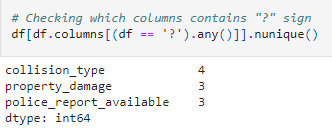 # Checking which columns contains "?" sign
df[df.columns[(df == '?').any()]].nunique()
collision_type 4
property_damage 3
police_report_available 3
dtype: int64